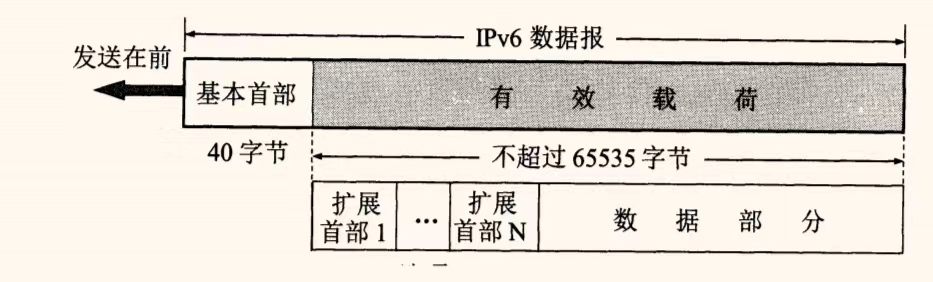 IPv6 数据报
发送在前
基本首部
有 效 载 荷
40 字节
不超过 65535 字节
扩展
首部 1
...
扩展
首部 N
数 据 部 分